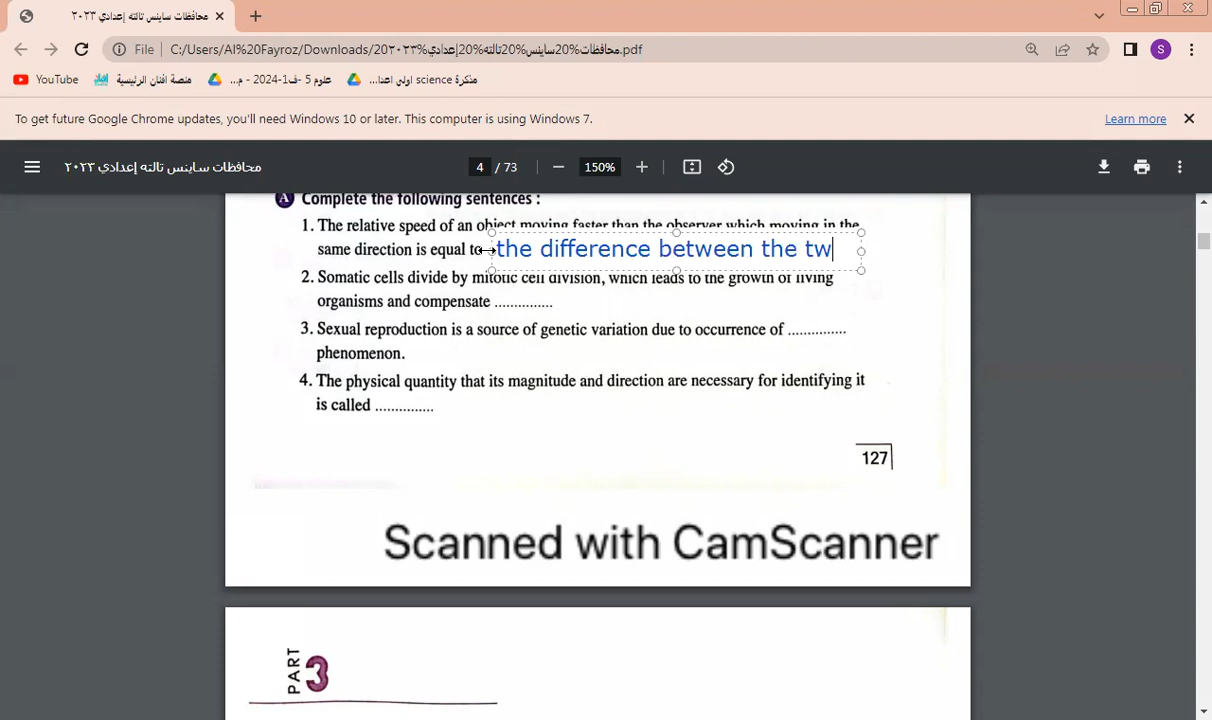 محافظات ساينس تالته إعدادي ٢٠٢٣
File
C:/Users/Al%20Fayroz/Downloads/20٢٠٢٣%محافظات%20ساينس%20تالته%20إعدادي.pdf
YouTube
منصة أفنان الرئيسية
علوم 5 -ف1-2024 - م...
مذكرة science اولي اعدا...
To get future Google Chrome updates, you'll need Windows 10 or later. This computer is using Windows 7.
Learn more
محافظات ساينس تالته إعدادي ٢٠٢٣
4 / 73
150%
A Complete the following sentences :
1. The relative speed of an object moving faster than the observer which moving in the
same direction is equal to the difference between the tw
2. Somatic cells divide by mitotic cell division, which leads to the growth of living
organisms and compensate ..............
3. Sexual reproduction is a source of genetic variation due to occurrence of ..............
phenomenon.
4. The physical quantity that its magnitude and direction are necessary for identifying it
is called ..............
127
Scanned with CamScanner
PART
3
S